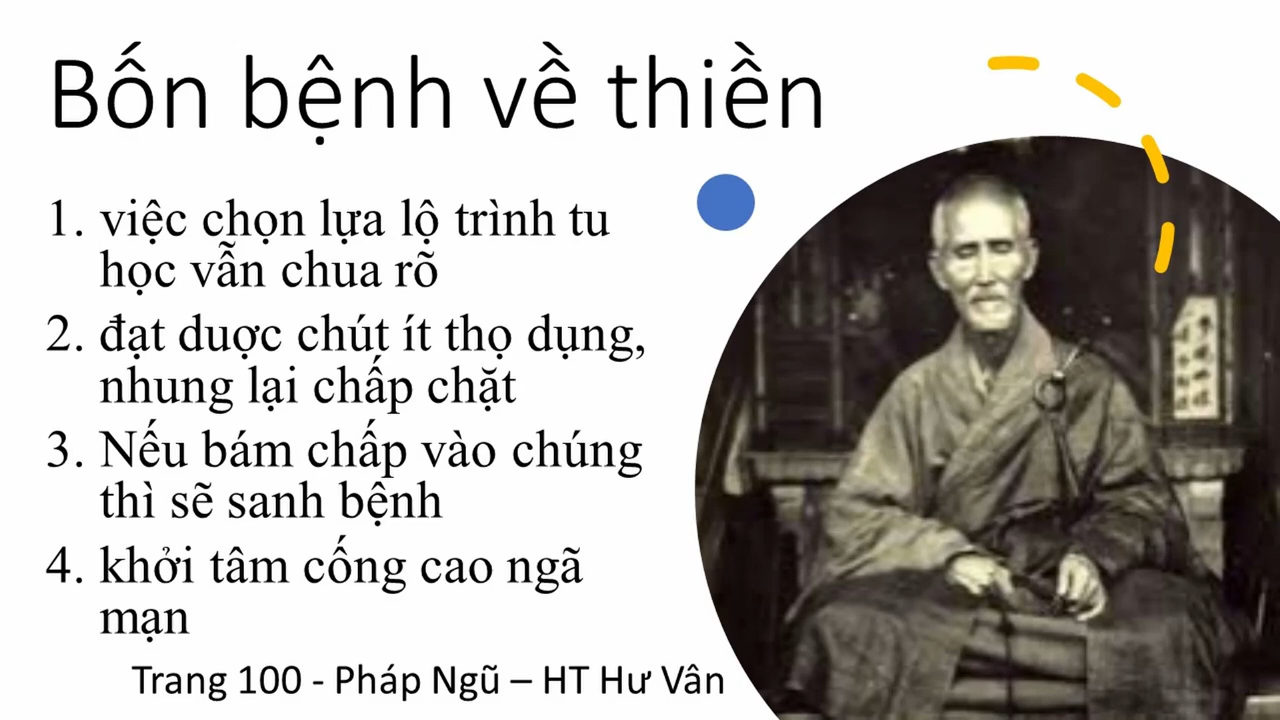 Bốn bệnh về thiền
1. việc chọn lựa lộ trình tu
học vẫn chua rõ
2. đạt duợc chút ít thọ dụng,
nhung lại chấp chặt
3. Nếu bám chấp vào chúng
thì sẽ sanh bệnh
4. khởi tâm cống cao ngã
mạn
Trang 100 - Pháp Ngũ – HT Hư Vân